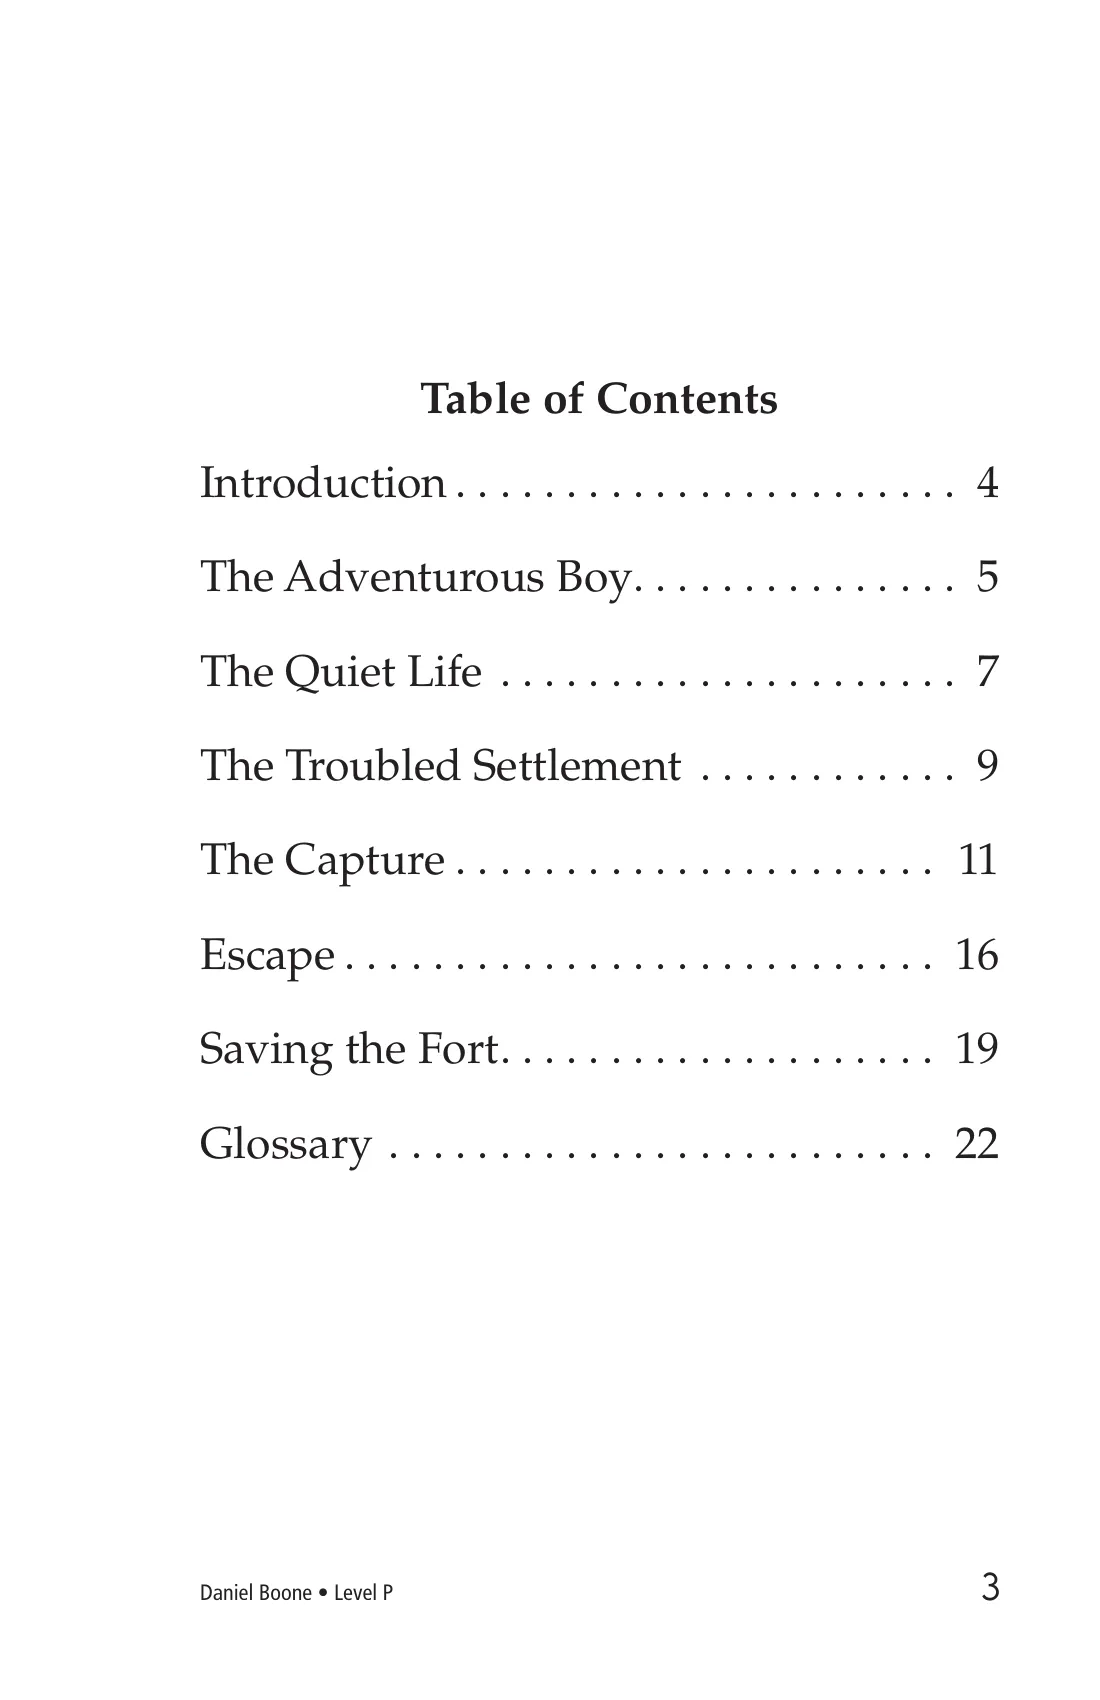 Table of Contents
Introduction . . . . . . . . . . . . . . . . . . . . . . . 4
The Adventurous Boy. . . . . . . . . . . . . . . 5
The Quiet Life . . . . . . . . . . . . . . . . . . . . . 7
The Troubled Settlement . . . . . . . . . . . . 9
The Capture . . . . . . . . . . . . . . . . . . . . . . 11
Escape . . . . . . . . . . . . . . . . . . . . . . . . . . . 16
Saving the Fort. . . . . . . . . . . . . . . . . . . . 19
Glossary . . . . . . . . . . . . . . . . . . . . . . . . . 22
Daniel Boone • Level P 3